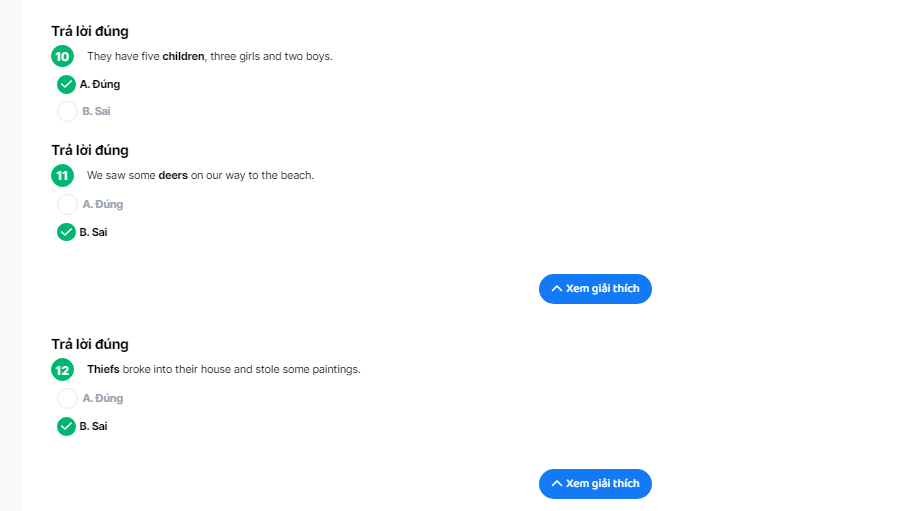 Trả lời đúng
10 They have five children, three girls and two boys.
A. Đúng
B. Sai
Trả lời đúng
11 We saw some deers on our way to the beach.
A. Đúng
B. Sai
Xem giải thích
Trả lời đúng
12 Thiefs broke into their house and stole some paintings.
A. Đúng
B. Sai
Xem giải thích